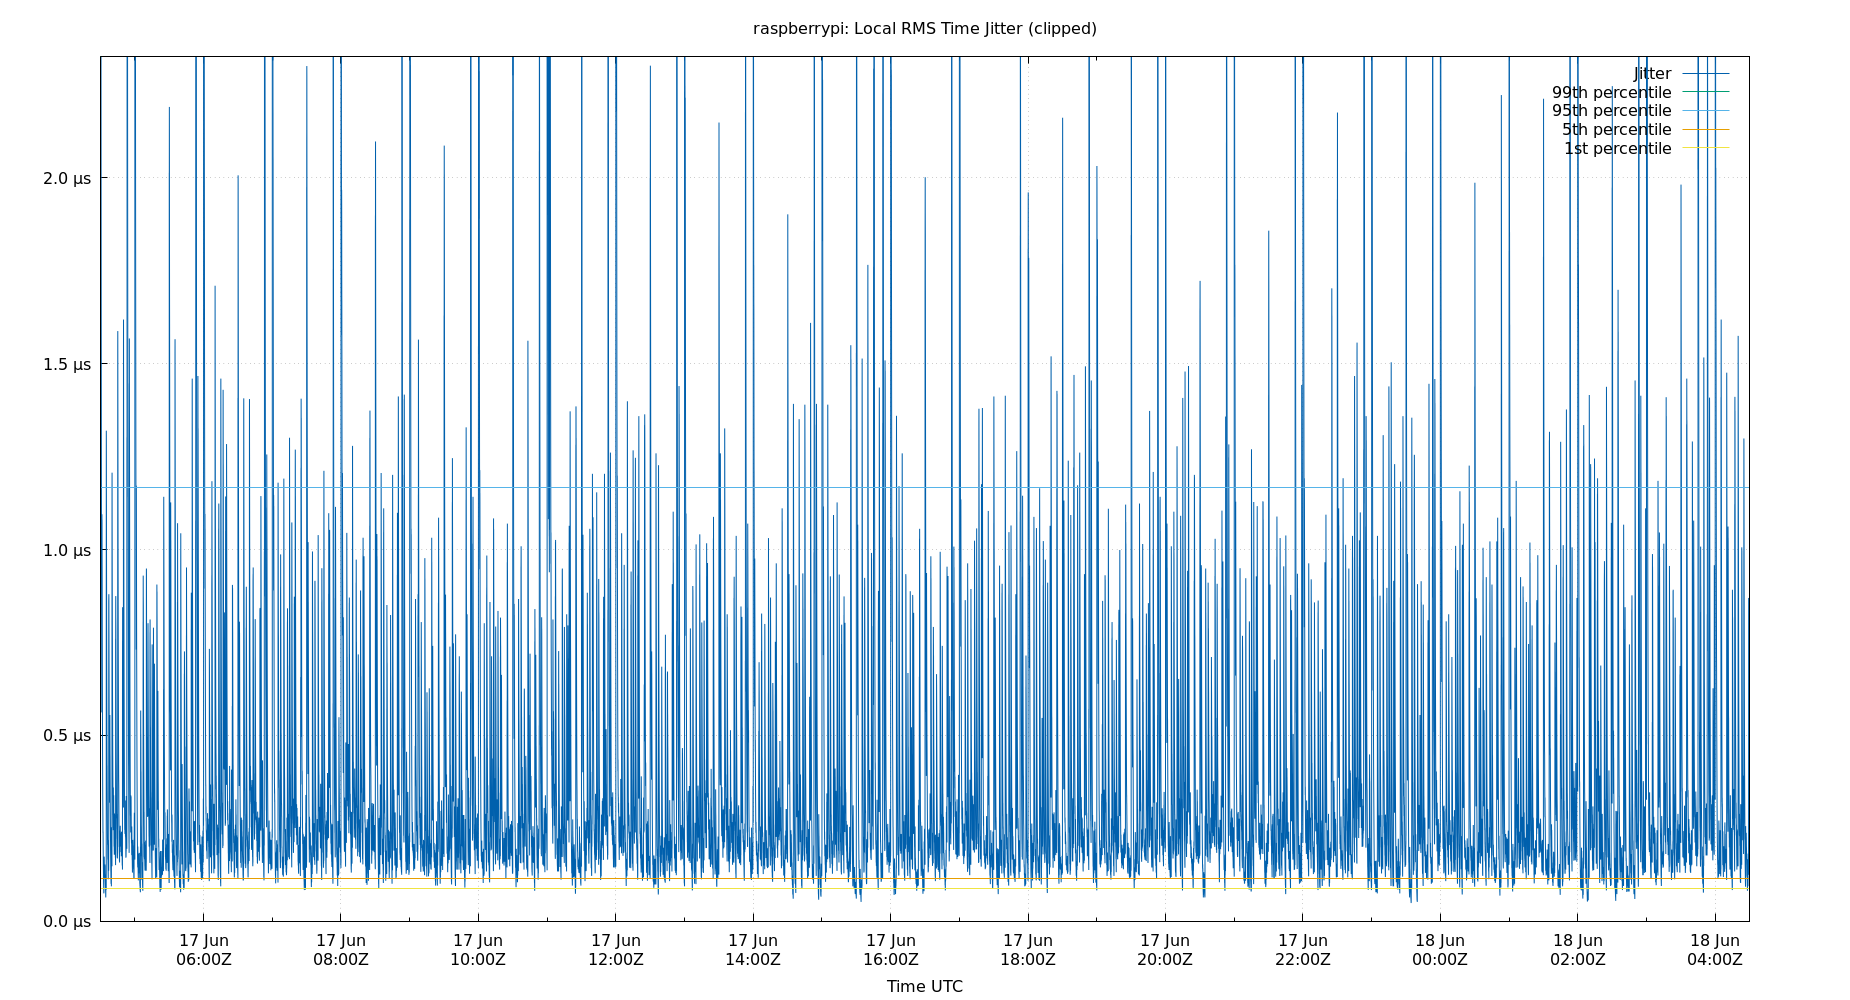 raspberrypi: Local RMS Time Jitter (clipped)
Jitter
99th percentile
95th percentile
5th percentile
1st percentile
2.0 µs
1.5 µs
1.0 µs
0.5 µs
0.0 µs
17 Jun 17 Jun 17 Jun 17 Jun 17 Jun 17 Jun 17 Jun 17 Jun 17 Jun 18 Jun 18 Jun 18 Jun
06:00Z 08:00Z 10:00Z 12:00Z 14:00Z 16:00Z 18:00Z 20:00Z 22:00Z 00:00Z 02:00Z 04:00Z
Time UTC